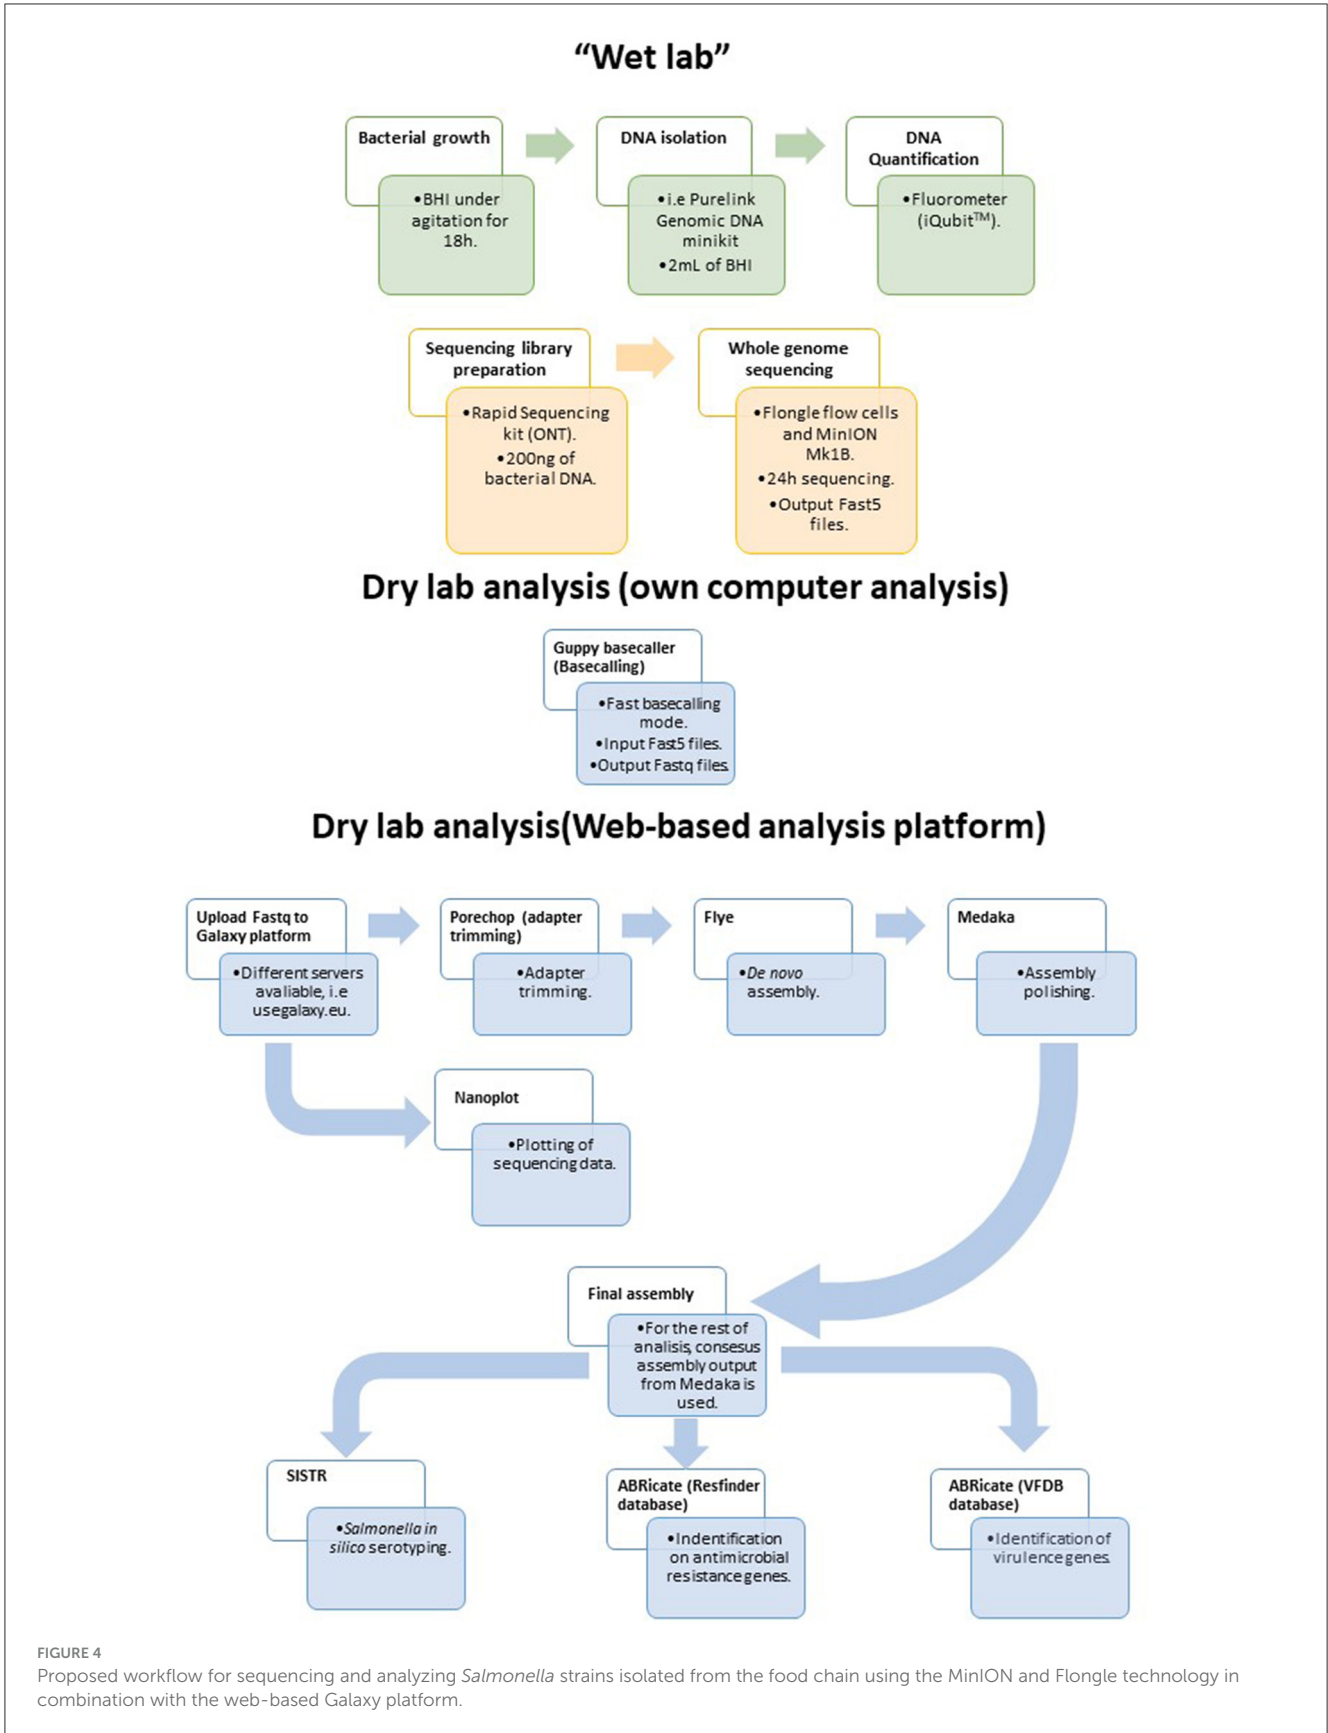 “Wet lab”
Bacterial growth
•BHI under
agitation for
18h.
DNA isolation
•i.e Purelink
Genomic DNA
minikit
•2mL of BHI
DNA
Quantification
•Fluorometer
(iQubit™).
Sequencing library
preparation
•Rapid Sequencing
kit (ONT).
•200ng of
bacterial DNA.
Whole genome
sequencing
•Flongle flow cells
and MinION
Mk1B.
•24h sequencing.
•Output Fast5
files.
Dry lab analysis (own computer analysis)
Guppy basecaller
(Basecalling)
•Fast basecalling
mode.
•Input Fast5 files.
•Output Fastq files.
Dry lab analysis(Web-based analysis platform)
Upload Fastq to
Galaxy platform
•Different servers
avaliable, i.e
usegalaxy.eu.
Porechop (adapter
trimming)
•Adapter
trimming.
Flye
•De novo
assembly.
Medaka
•Assembly
polishing.
Nanoplot
•Plotting of
sequencing data.
Final assembly
•For the rest of
analisis, consesus
assembly output
from Medaka is
used.
SISTR
•Salmonella in
silico serotyping.
ABRicate (Resfinder
database)
•Indentification
on antimicrobial
resistance genes.
ABRicate (VFDB
database)
•Identification of
virulence genes.
FIGURE 4
Proposed workflow for sequencing and analyzing Salmonella strains isolated from the food chain using the MinION and Flongle technology in
combination with the web-based Galaxy platform.